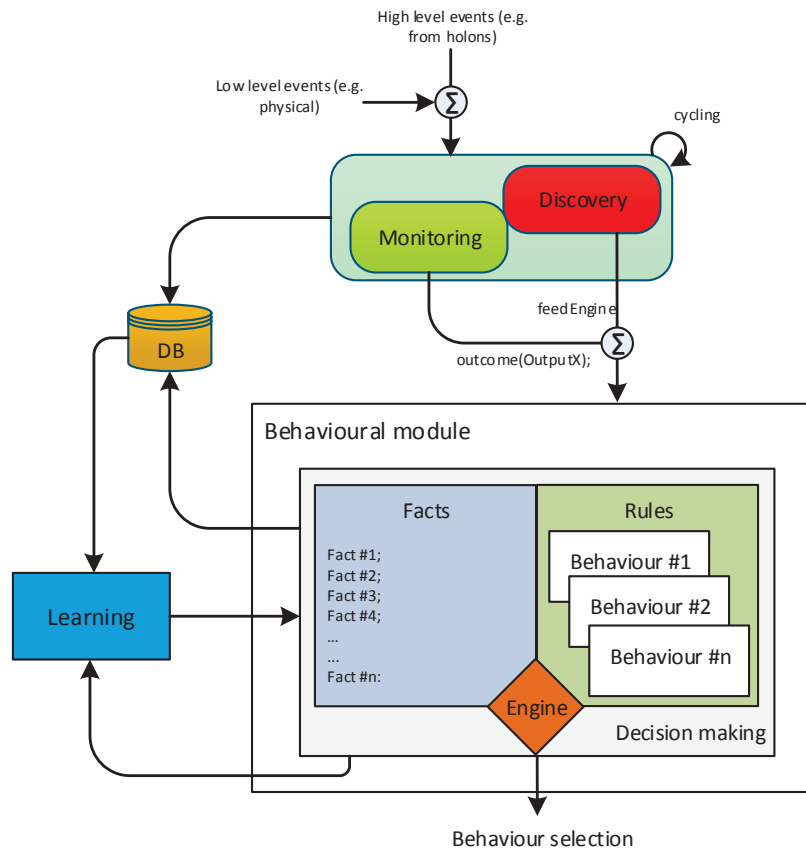 High level events (e.g.
from holons)
Low level events (e.g.
physical)
Σ
cycling
Discovery
Monitoring
feed Engine
Σ
outcome(OutputX);
DB
Behavioural module
Facts
Rules
Fact #1;
Fact #2;
Fact #3;
Fact #4;
...
...
Fact #n:
Behaviour #1
Behaviour #2
Behaviour #n
Learning
Engine
Decision making
Behaviour selection